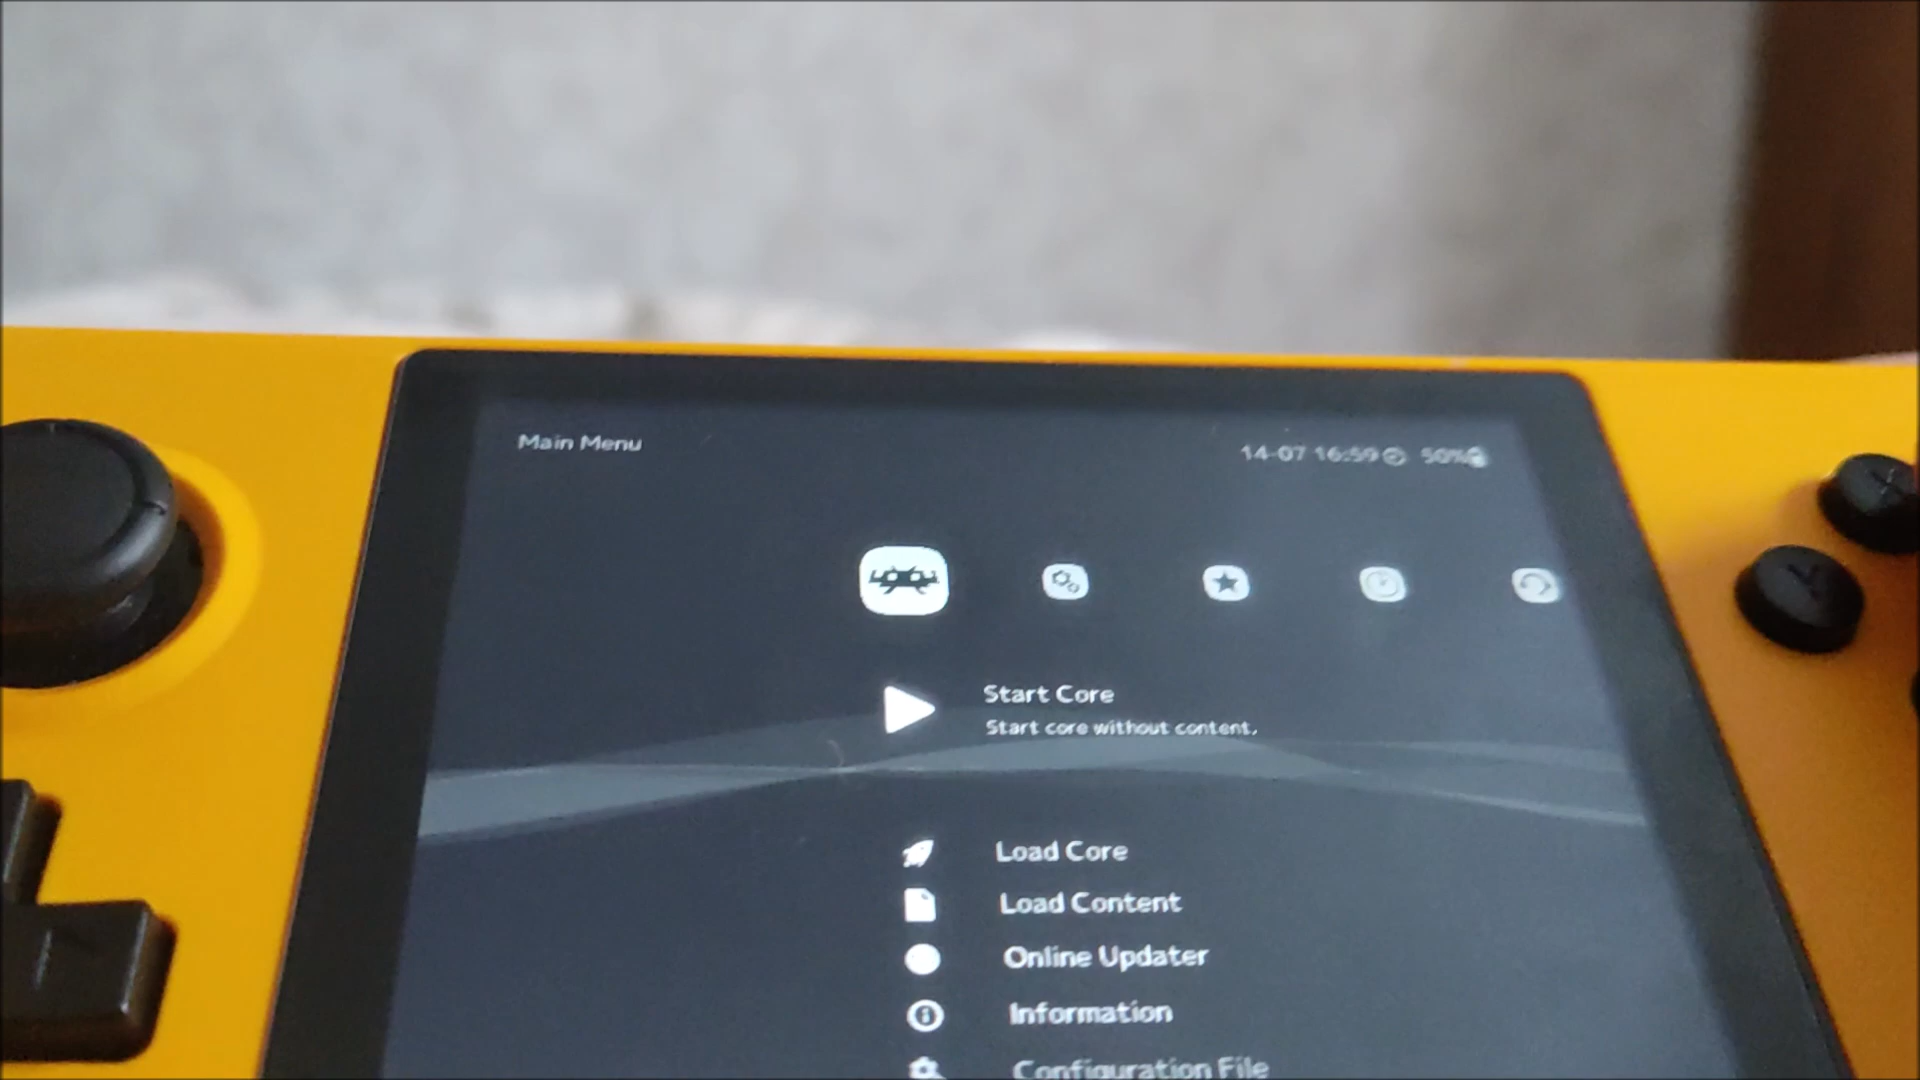 Main Menu
14-07 16:59 50%
Start Core
Start core without content.
Load Core
Load Content
Online Updater
Information
Configuration File